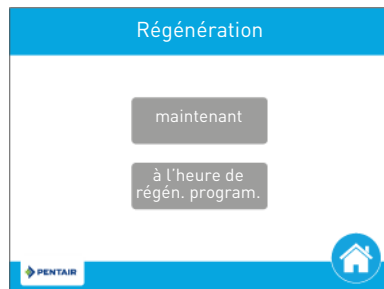 Régénération
maintenant
à l'heure de
régén. program.
PENTAIR